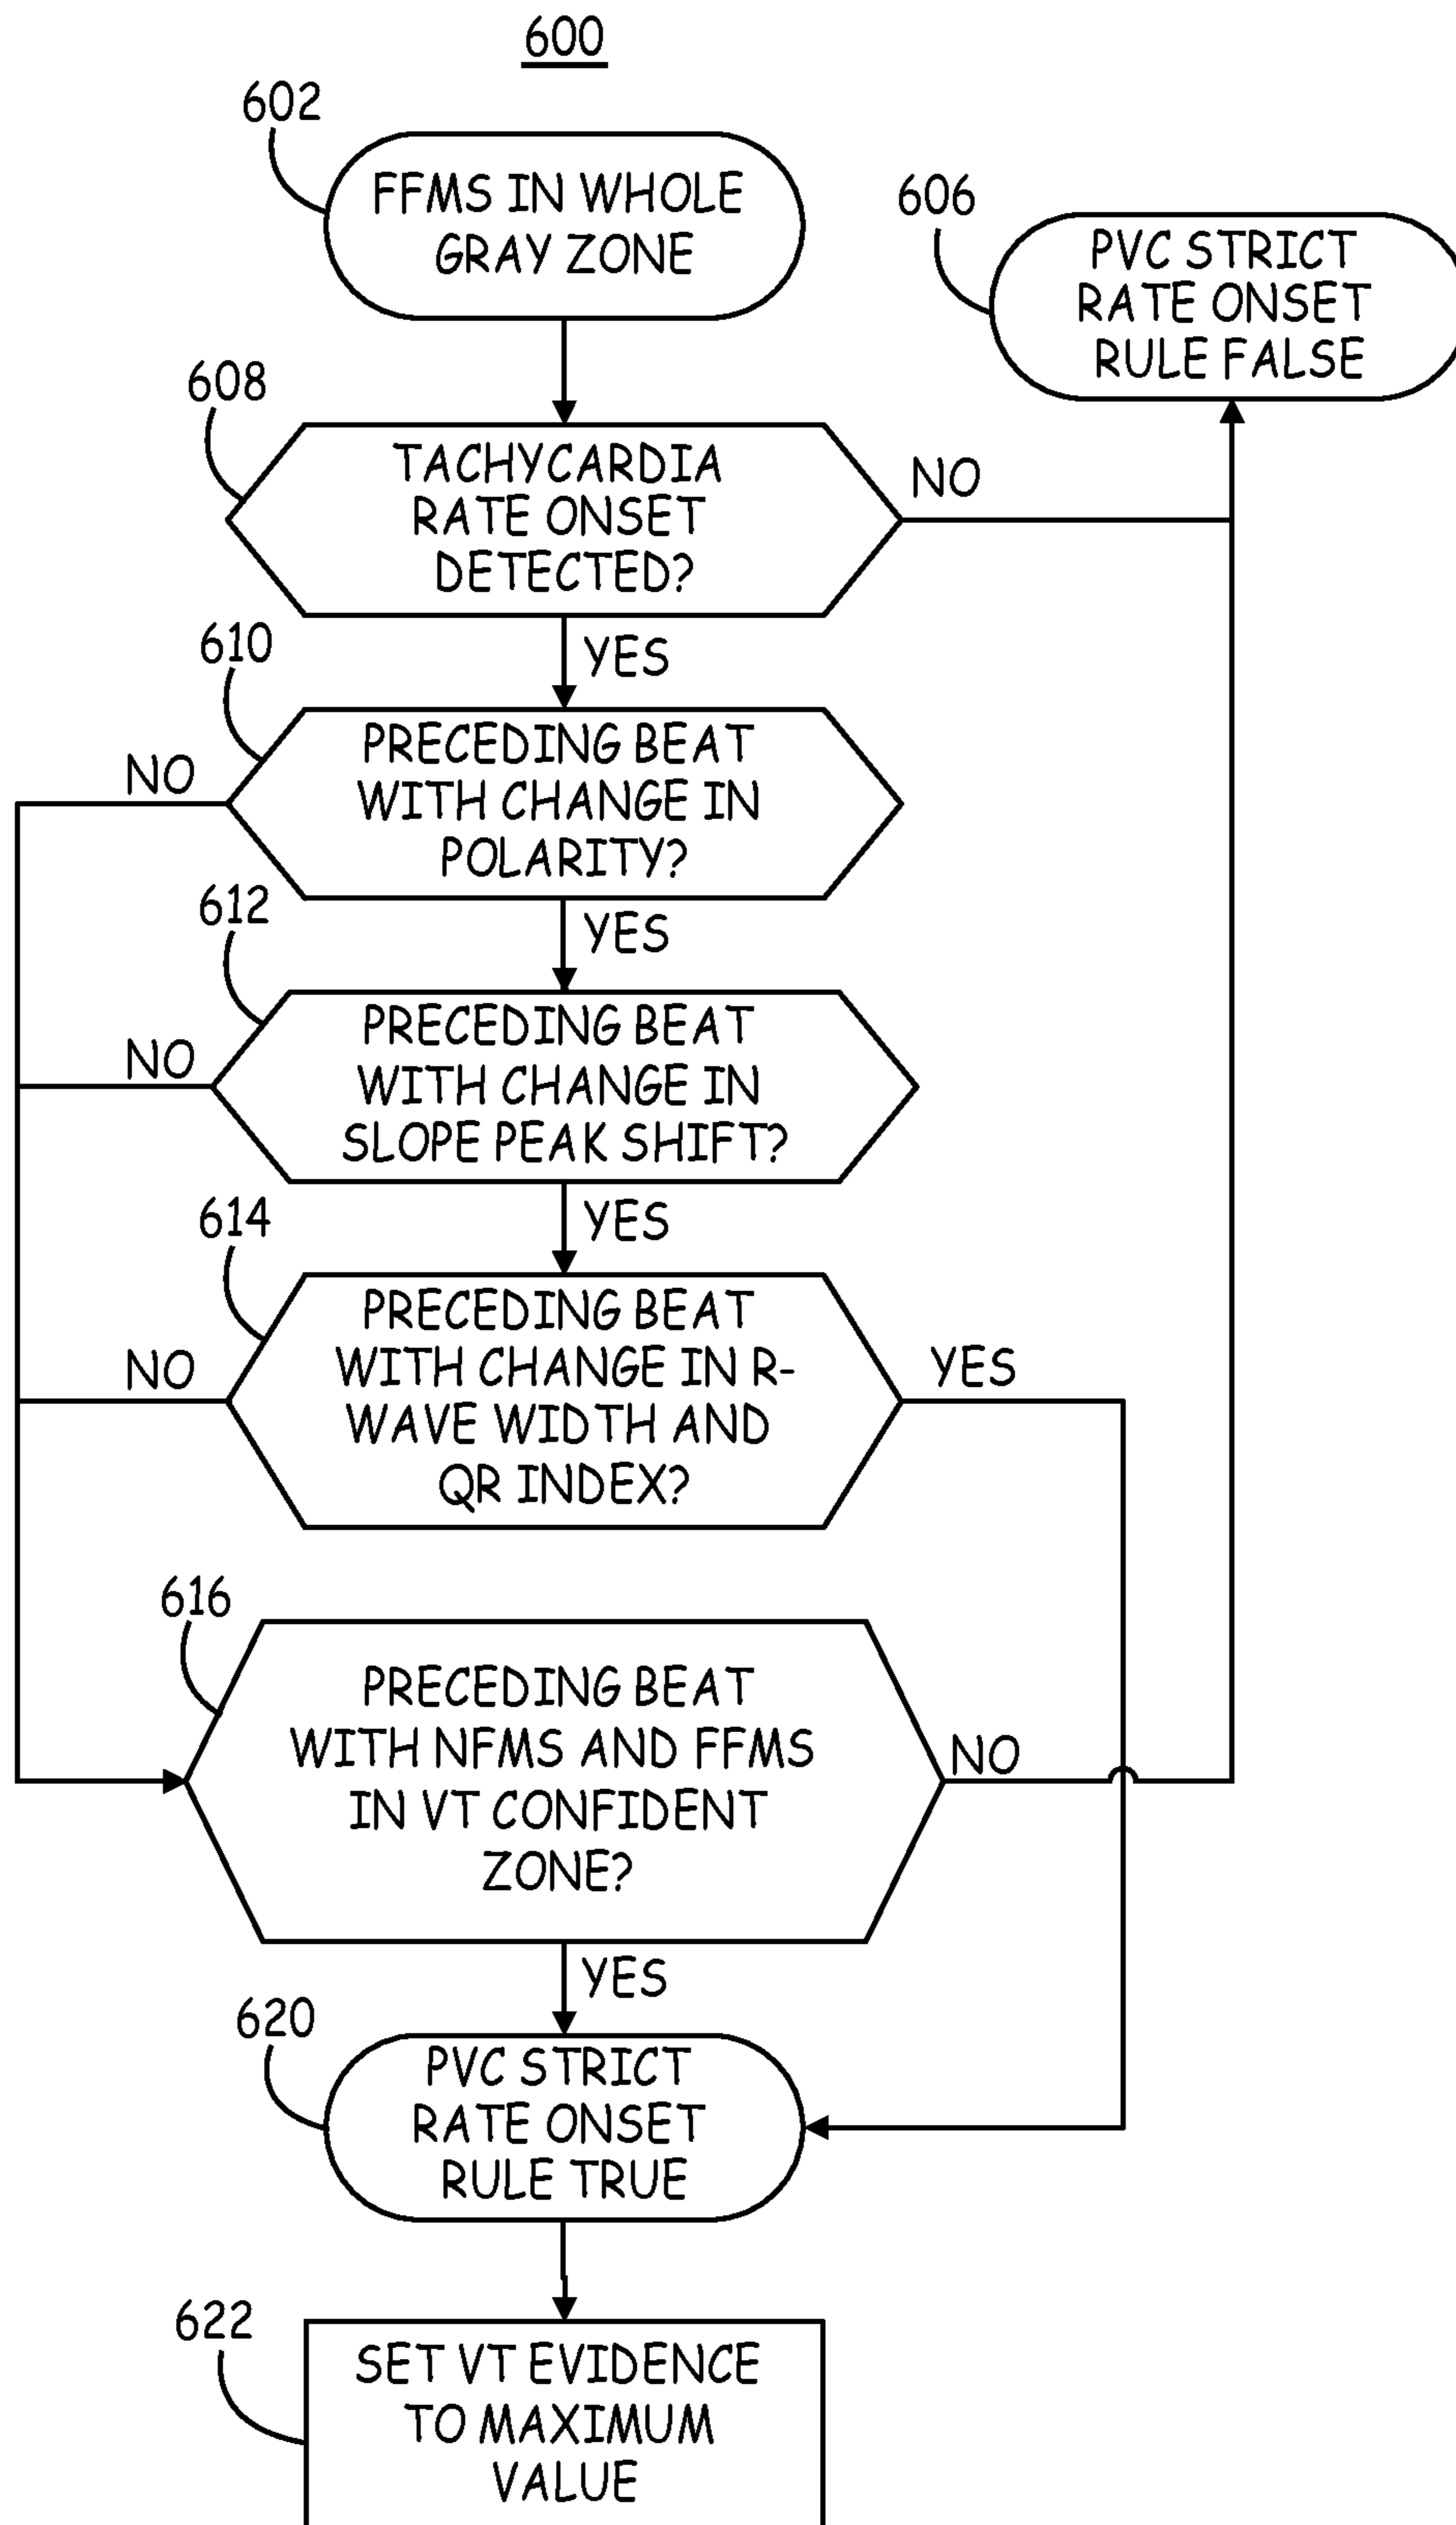 600
602
FFMS IN WHOLE
GRAY ZONE
606
PVC STRICT
RATE ONSET
RULE FALSE
608
TACHYCARDIA
RATE ONSET
DETECTED?
NO
YES
610
PRECEDING BEAT
WITH CHANGE IN
POLARITY?
NO
YES
612
PRECEDING BEAT
WITH CHANGE IN
SLOPE PEAK SHIFT?
NO
YES
614
PRECEDING BEAT
WITH CHANGE IN R-
WAVE WIDTH AND
QR INDEX?
NO
YES
616
PRECEDING BEAT
WITH NFMS AND FFMS
IN VT CONFIDENT
ZONE?
NO
YES
620
PVC STRICT
RATE ONSET
RULE TRUE
622
SET VT EVIDENCE
TO MAXIMUM
VALUE